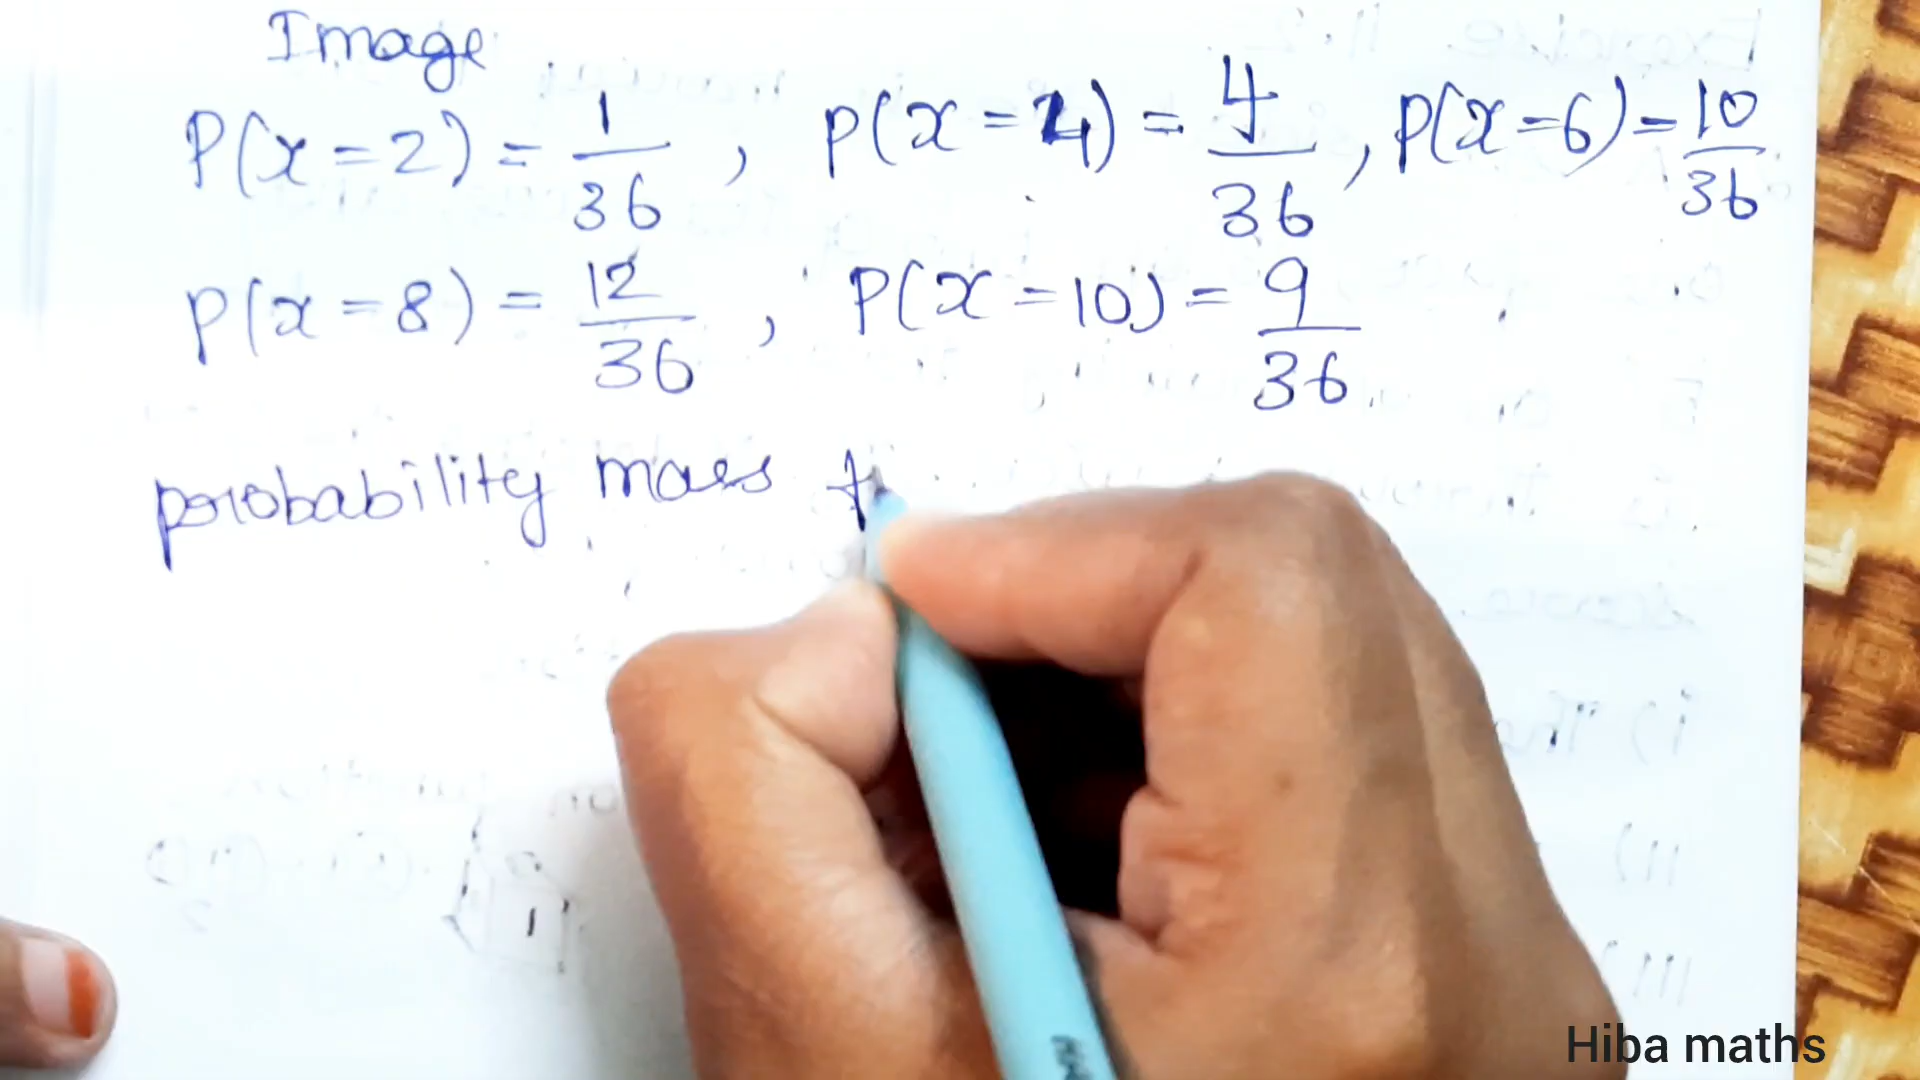 Image
P(x=2) = 1/36 , P(x=4) = 4/36 , P(x=6) = 10/36
P(x=8) = 12/36 , P(x=10) = 9/36
probability mass f
Hiba maths